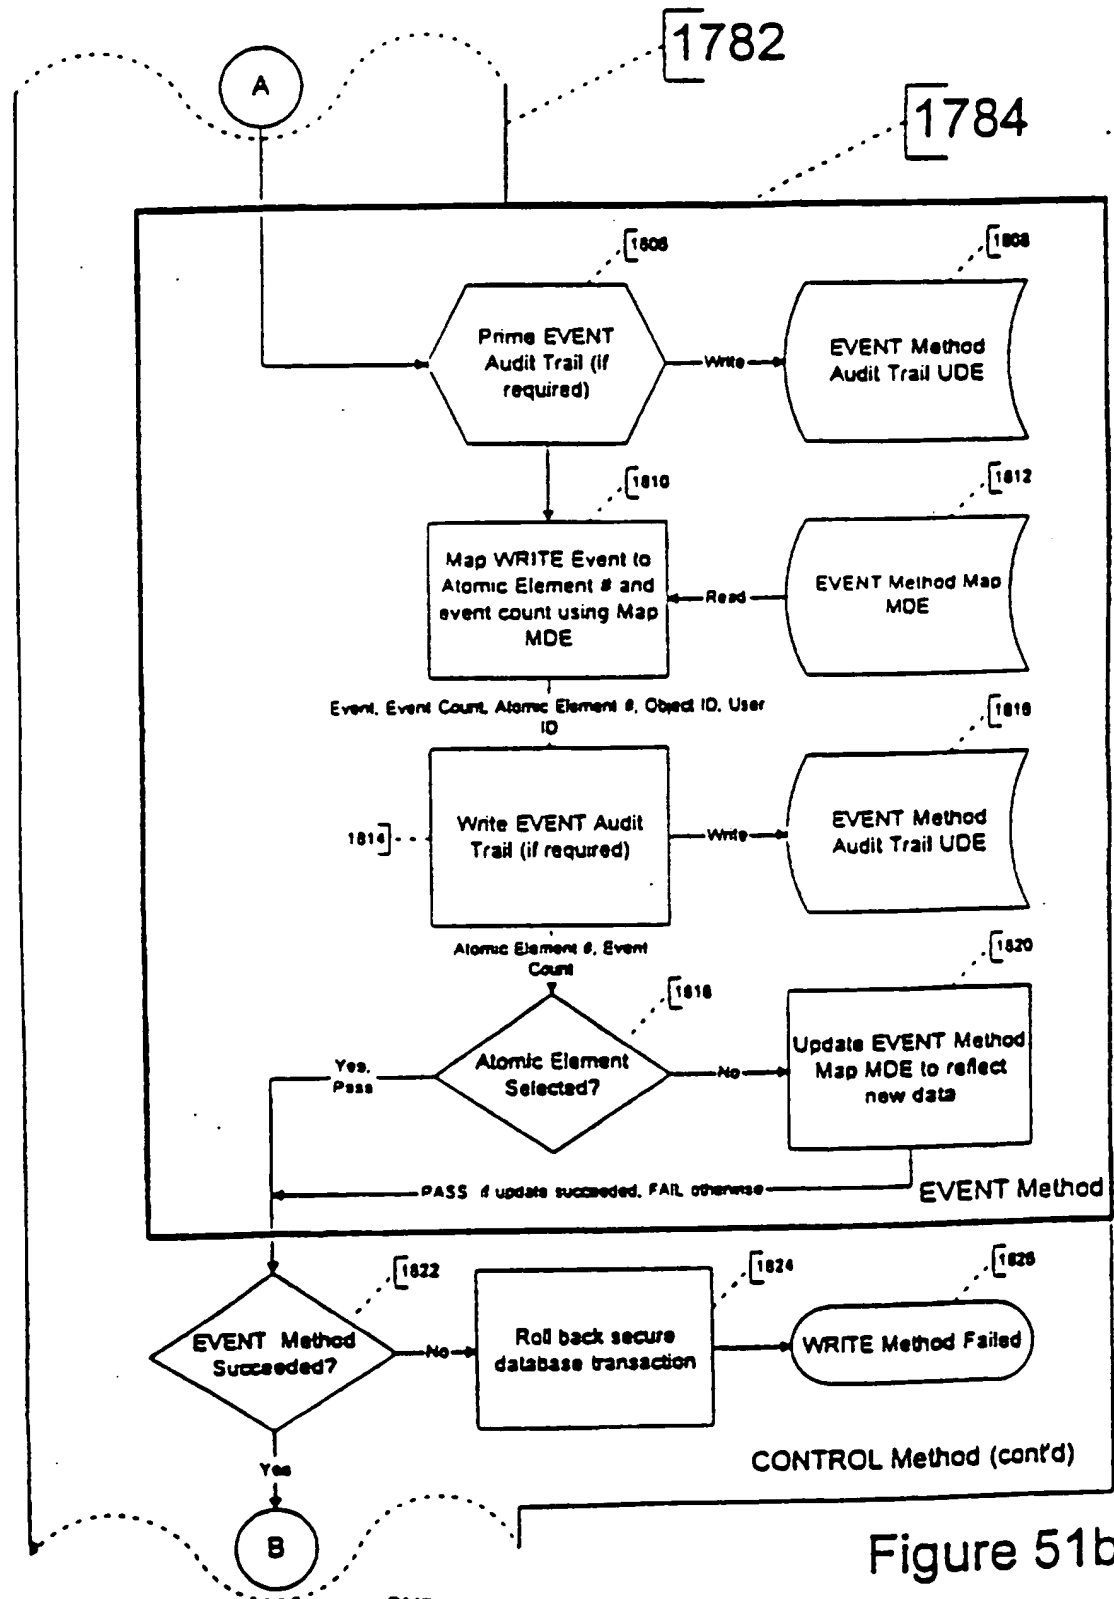 1782
A
1784
1806
1808
Prime EVENT
Audit Trail (if
required)
Write
EVENT Method
Audit Trail UDE
1810
1812
Map WRITE Event to
Atomic Element # and
event count using Map
MDE
Read
EVENT Method Map
MDE
Event, Event Count, Atomic Element #, Object ID, User
ID
1816
1814
Write EVENT Audit
Trail (if required)
Write
EVENT Method
Audit Trail UDE
Atomic Element #, Event
Count
1818
1820
Yes,
Pass
Atomic Element
Selected?
No
Update EVENT Method
Map MDE to reflect
new data
PASS if update succeeded, FAIL otherwise
EVENT Method
1822
1824
1826
EVENT Method
Succeeded?
No
Roll back secure
database transaction
WRITE Method Failed
Yes
CONTROL Method (cont'd)
B
Figure 51b